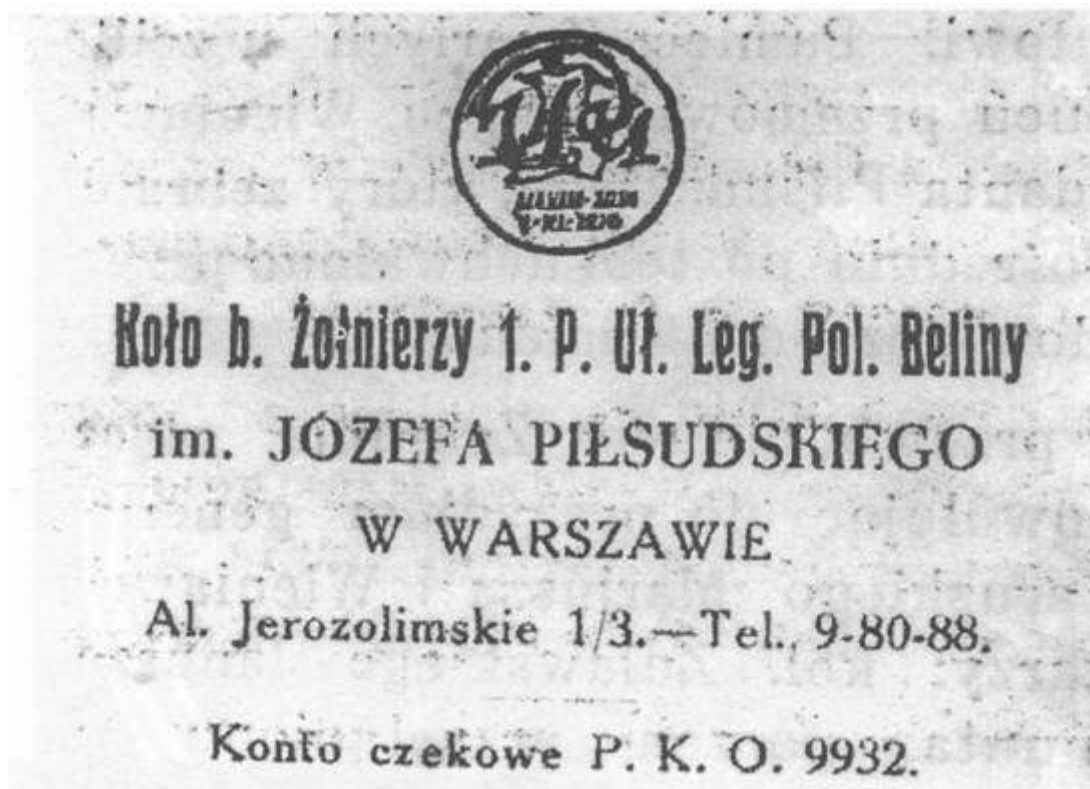 Koło b. Żołnierzy 1. P. Uł. Leg. Pol. Beliny
im. JÓZEFA PIŁSUDSKIEGO
W WARSZAWIE
Al. Jerozolimskie 1/3.—Tel. 9-80-88.
Konto czekowe P. K. O. 9932.